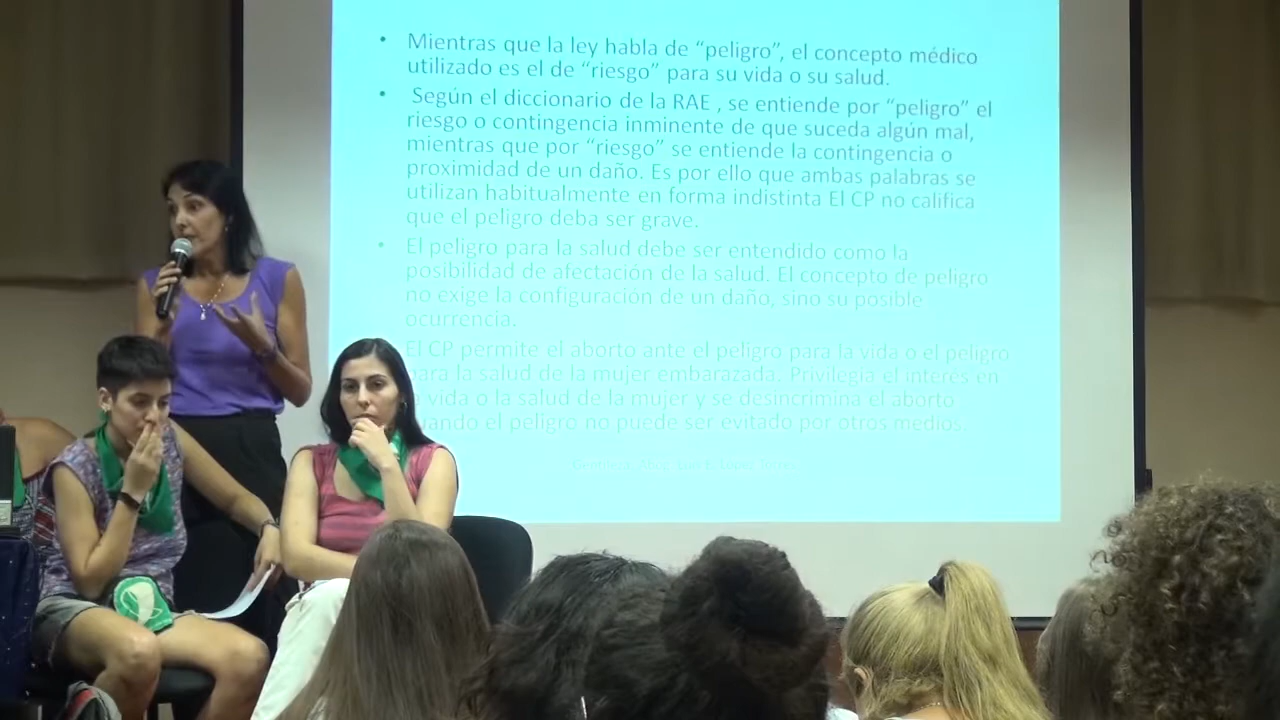 • Mientras que la ley habla de “peligro”, el concepto médico
utilizado es el de “riesgo” para su vida o su salud.
• Según el diccionario de la RAE , se entiende por “peligro” el
riesgo o contingencia inminente de que suceda algún mal,
mientras que por “riesgo” se entiende la contingencia o
proximidad de un daño. Es por ello que ambas palabras se
utilizan habitualmente en forma indistinta El CP no califica
que el peligro deba ser grave.
• El peligro para la salud debe ser entendido como la
posibilidad de afectación de la salud. El concepto de peligro
no exige la configuración de un daño, sino su posible
ocurrencia.
El CP permite el aborto ante el peligro para la vida o el peligro
para la salud de la mujer embarazada. Privilegia el interés en
vida o la salud de la mujer y se desincrimina el aborto
cuando el peligro no puede ser evitado por otros medios.